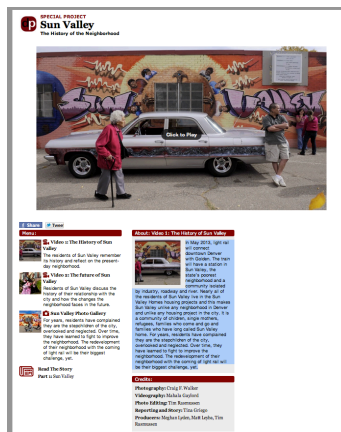 SPECIAL PROJECT
Sun Valley
The History of the Neighborhood
Click to Play
Share
Tweet
Menu:
Video 1: The History of Sun
Valley
The residents of Sun Valley remember
its history and reflect on the present-
day neighborhood.
Video 2: The Future of Sun
Valley
Residents of Sun Valley discuss the
history of their relationship with the
city and how the changes the
neighborhood faces in the future.
Sun Valley Photo Gallery
For years, residents have complained
they are the stepchildren of the city,
overlooked and neglected. Over time,
they have learned to fight to improve
the neighborhood. The redevelopment
of their neighborhood with the coming
of light rail will be their biggest
challenge, yet.
Read The Story
Part 1: Sun Valley
About: Video 1: The History of Sun Valley
In May 2013, light rail
will connect
downtown Denver
with Golden. The train
will have a station in
Sun Valley, the
state's poorest
neighborhood and a
community isolated
by industry, roadway and river. Nearly all of
the residents of Sun Valley live in the Sun
Valley Homes housing projects and this makes
Sun Valley unlike any neighborhood in Denver
and unlike any housing project in the city. It is
a community of children, single mothers,
refugees, families who come and go and
families who have long called Sun Valley
home. For years, residents have complained
they are the stepchildren of the city,
overlooked and neglected. Over time, they
have learned to fight to improve the
neighborhood. The redevelopment of their
neighborhood with the coming of light rail will
be their biggest challenge, yet.
Credits:
Photography: Craig F. Walker
Videography: Mahala Gaylord
Photo Editing: Tim Rasmussen
Reporting and Story: Tina Griego
Producers: Meghan Lyden, Matt Leibo, Tim
Rasmussen